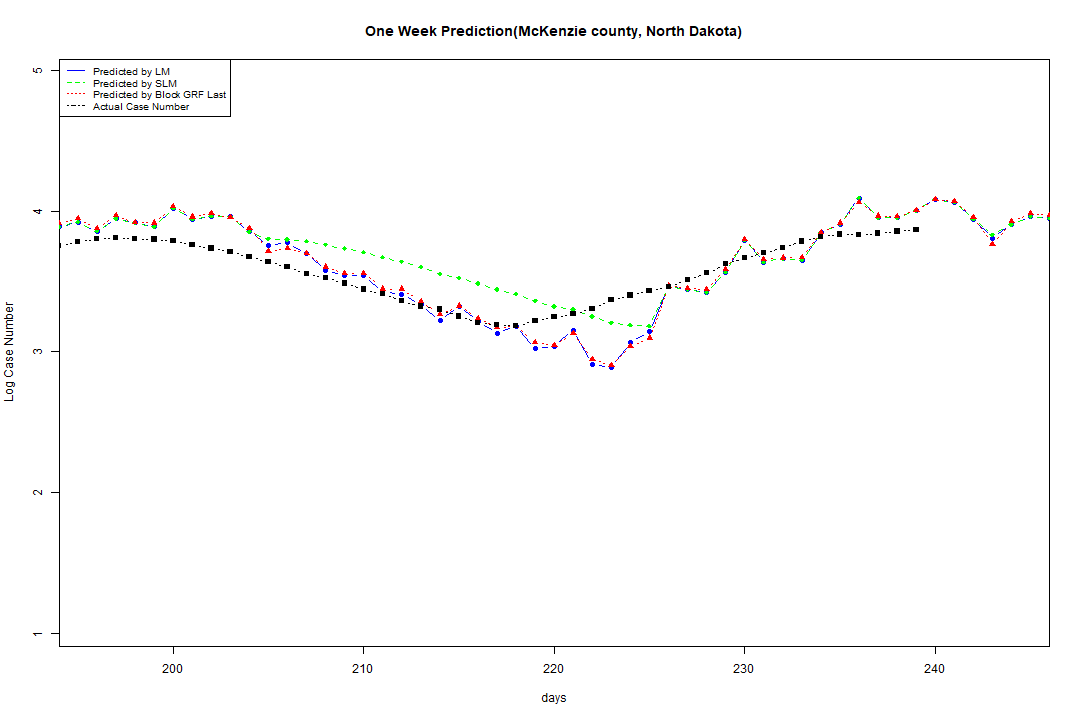 One Week Prediction(McKenzie county, North Dakota)
Predicted by LM
Predicted by SLM
Predicted by Block GRF Last
Actual Case Number
5
4
3
2
1
Log Case Number
200 210 220 230 240
days